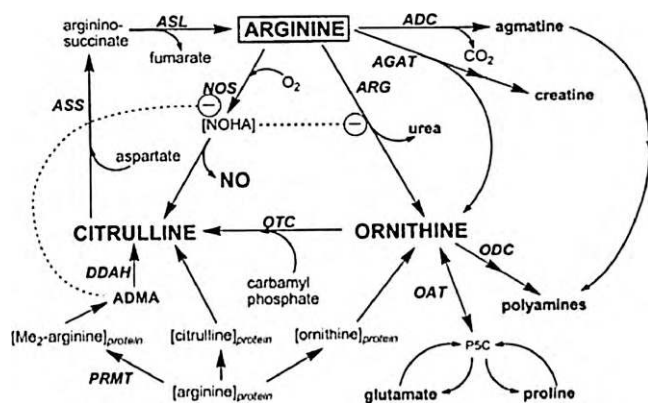 arginino-
succinate
ASL
fumarate
ARGININE
ADC
agmatine
CO2
AGAT
creatine
NOS
O2
ARG
ASS
[NOHA]
urea
aspartate
NO
CITRULLINE
OTC
ORNITHINE
ODC
DDAH
carbamyl
phosphate
ADMA
OAT
polyamines
[Me2-arginine]protein
[citrulline]protein
[ornithine]protein
P5C
PRMT
[arginine]protein
glutamate
proline